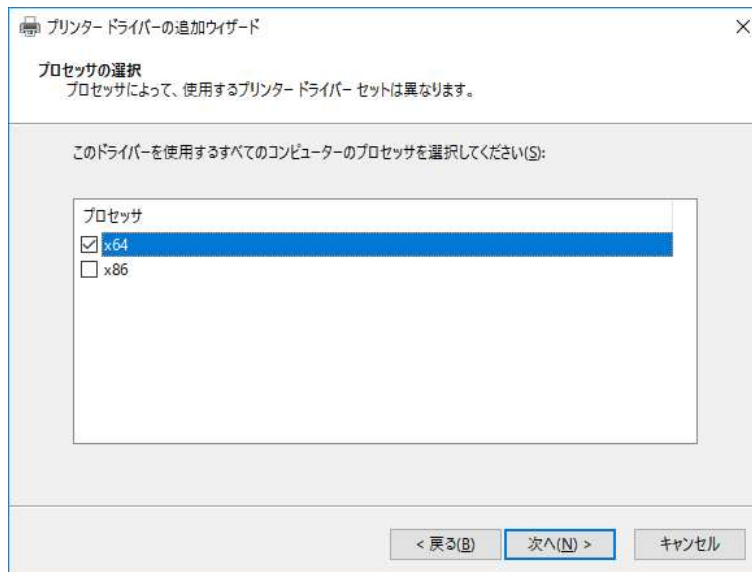 プリンター ドライバーの追加ウィザード
プロセッサの選択
プロセッサによって、使用するプリンター ドライバー セットは異なります。
このドライバーを使用するすべてのコンピューターのプロセッサを選択してください(S):
プロセッサ
x64
x86
< 戻る(B)
次へ(N) >
キャンセル